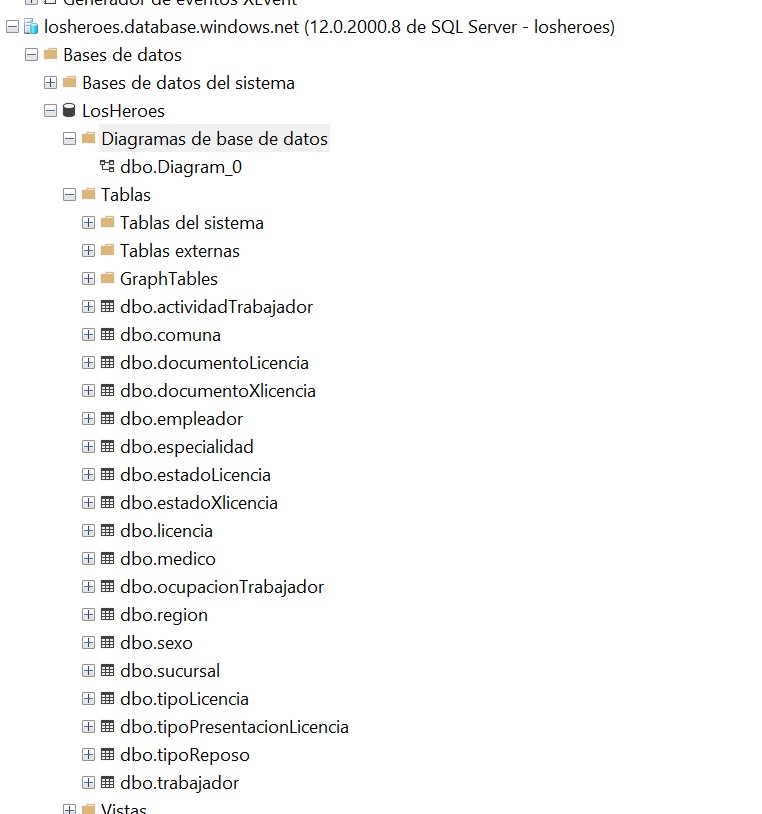 Generador de eventos XEvent
losheroes.database.windows.net (12.0.2000.8 de SQL Server - losheroes)
Bases de datos
Bases de datos del sistema
LosHeroes
Diagramas de base de datos
dbo.Diagram_0
Tablas
Tablas del sistema
Tablas externas
GraphTables
dbo.actividadTrabajador
dbo.comuna
dbo.documentoLicencia
dbo.documentoXlicencia
dbo.empleador
dbo.especialidad
dbo.estadoLicencia
dbo.estadoXlicencia
dbo.licencia
dbo.medico
dbo.ocupacionTrabajador
dbo.region
dbo.sexo
dbo.sucursal
dbo.tipoLicencia
dbo.tipoPresentacionLicencia
dbo.tipoReposo
dbo.trabajador
Vistas